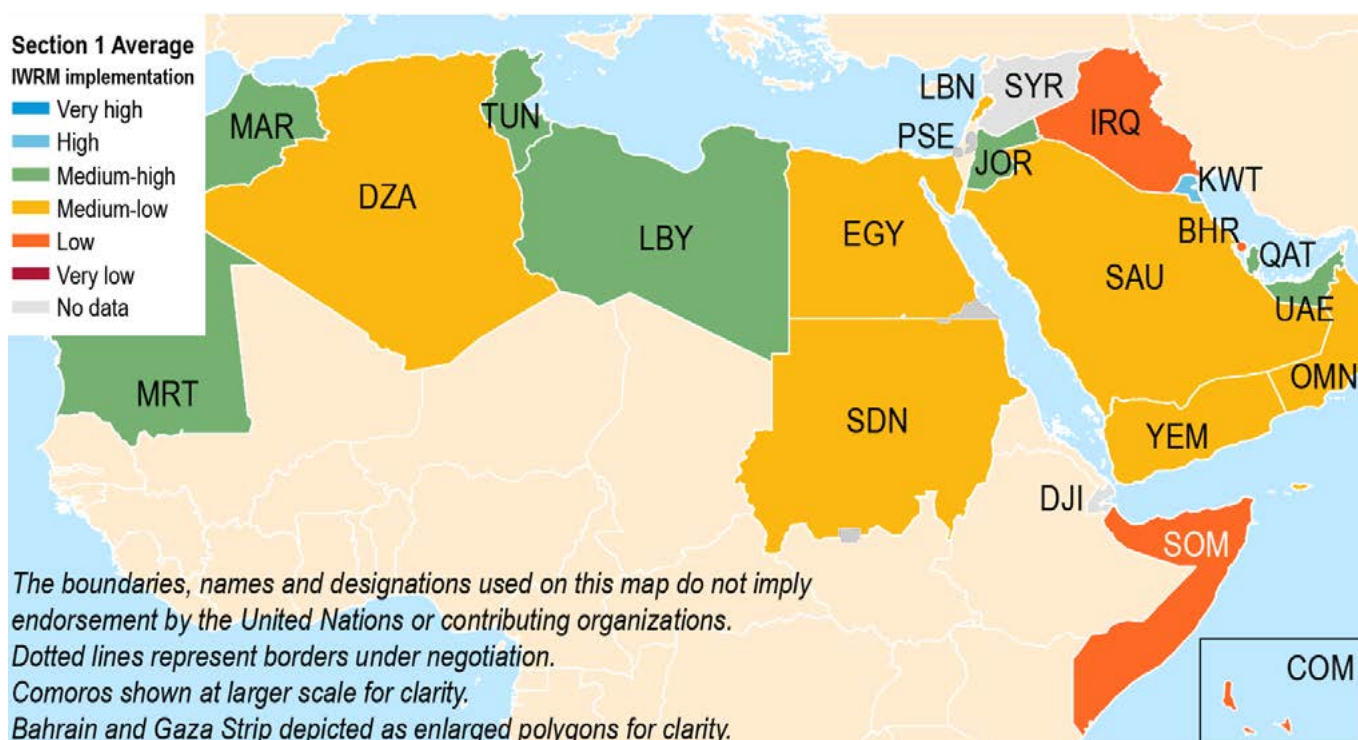 Section 1 Average
IWRM implementation
Very high
High
Medium-high
Medium-low
Low
Very low
No data
MAR
DZA
TUN
LBY
EGY
LBN
SYR
PSE
JOR
IRQ
KWT
BHR
QAT
SAU
UAE
OMN
YEM
MRT
SDN
DJI
SOM
COM
The boundaries, names and designations used on this map do not imply
endorsement by the United Nations or contributing organizations.
Dotted lines represent borders under negotiation.
Comoros shown at larger scale for clarity.
Bahrain and Gaza Strip depicted as enlarged polygons for clarity.